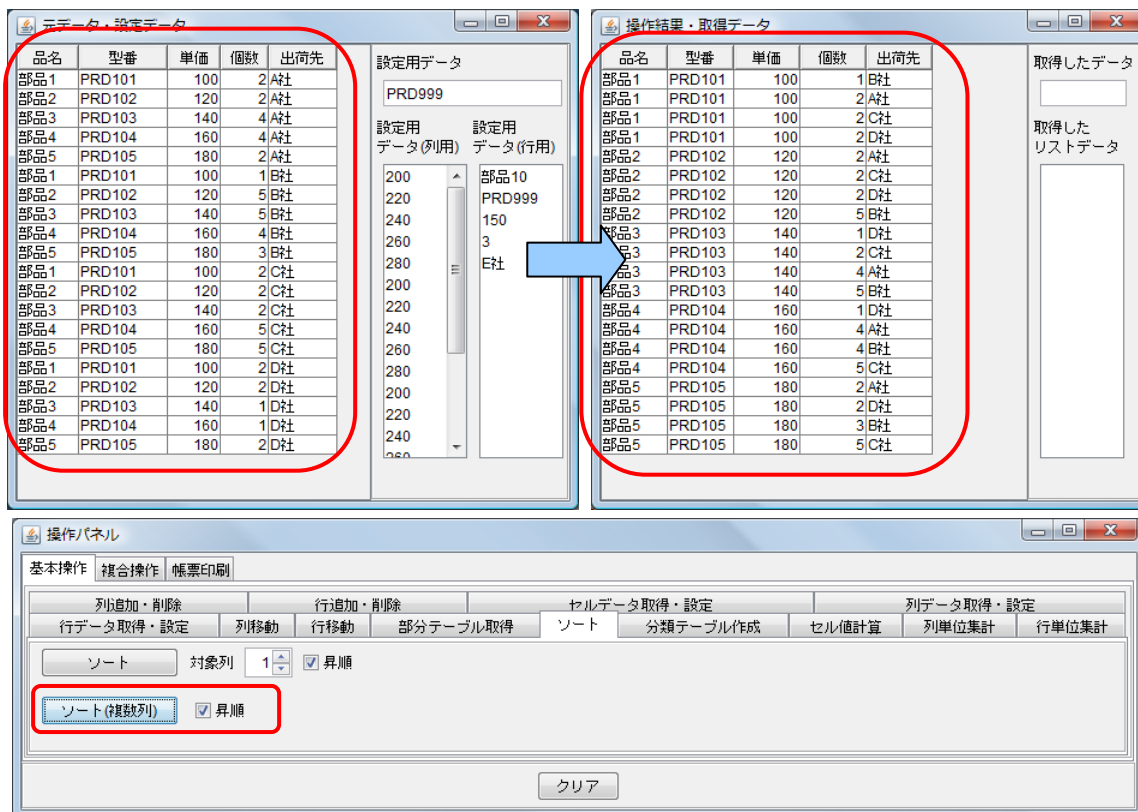 元データ・設定データ
品名 型番 単価 個数 出荷先
部品1 PRD101 100 2 A社
部品2 PRD102 120 2 A社
部品3 PRD103 140 4 A社
部品4 PRD104 160 4 A社
部品5 PRD105 180 2 A社
部品1 PRD101 100 1 B社
部品2 PRD102 120 5 B社
部品3 PRD103 140 5 B社
部品4 PRD104 160 4 B社
部品5 PRD105 180 3 B社
部品1 PRD101 100 2 C社
部品2 PRD102 120 2 C社
部品3 PRD103 140 2 C社
部品4 PRD104 160 5 C社
部品5 PRD105 180 5 C社
部品1 PRD101 100 2 D社
部品2 PRD102 120 2 D社
部品3 PRD103 140 1 D社
部品4 PRD104 160 1 D社
部品5 PRD105 180 2 D社
設定用データ
PRD999
設定用
データ(列用)
200
220
240
260
280
200
220
240
260
280
200
220
240
260
設定用
データ(行用)
部品10
PRD999
150
3
E社
操作結果・取得データ
品名 型番 単価 個数 出荷先
部品1 PRD101 100 1 B社
部品1 PRD101 100 2 A社
部品1 PRD101 100 2 C社
部品1 PRD101 100 2 D社
部品2 PRD102 120 2 A社
部品2 PRD102 120 2 C社
部品2 PRD102 120 2 D社
部品2 PRD102 120 5 B社
部品3 PRD103 140 1 D社
品3 PRD103 140 2 C社
品3 PRD103 140 4 A社
部品3 PRD103 140 5 B社
部品4 PRD104 160 1 D社
部品4 PRD104 160 4 A社
部品4 PRD104 160 4 B社
部品4 PRD104 160 5 C社
部品5 PRD105 180 2 A社
部品5 PRD105 180 2 D社
部品5 PRD105 180 3 B社
部品5 PRD105 180 5 C社
取得したデータ
取得した
リストデータ
操作パネル
基本操作 複合操作 帳票印刷
列追加・削除 行追加・削除 セルデータ取得・設定 列データ取得・設定
行データ取得・設定 列移動 行移動 部分テーブル取得 ソート 分類テーブル作成 セル値計算 列単位集計 行単位集計
ソート 対象列 1 昇順
ソート(複数列) 昇順
クリア